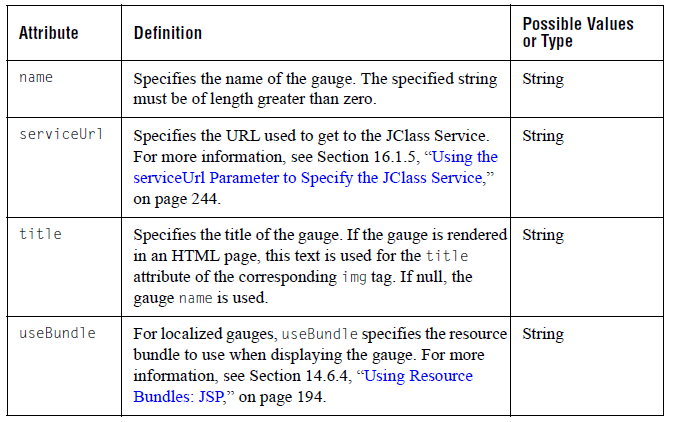 Attribute Definition Possible Values
or Type
name Specifies the name of the gauge. The specified string String
must be of length greater than zero.
serviceUrl Specifies the URL used to get to the JClass Service. String
For more information, see Section 16.1.5, “Using the
serviceUrl Parameter to Specify the JClass Service,”
on page 244.
title Specifies the title of the gauge. If the gauge is rendered String
in an HTML page, this text is used for the title
attribute of the corresponding img tag. If null, the
gauge name is used.
useBundle For localized gauges, useBundle specifies the resource String
bundle to use when displaying the gauge. For more
information, see Section 14.6.4, “Using Resource
Bundles: JSP,” on page 194.